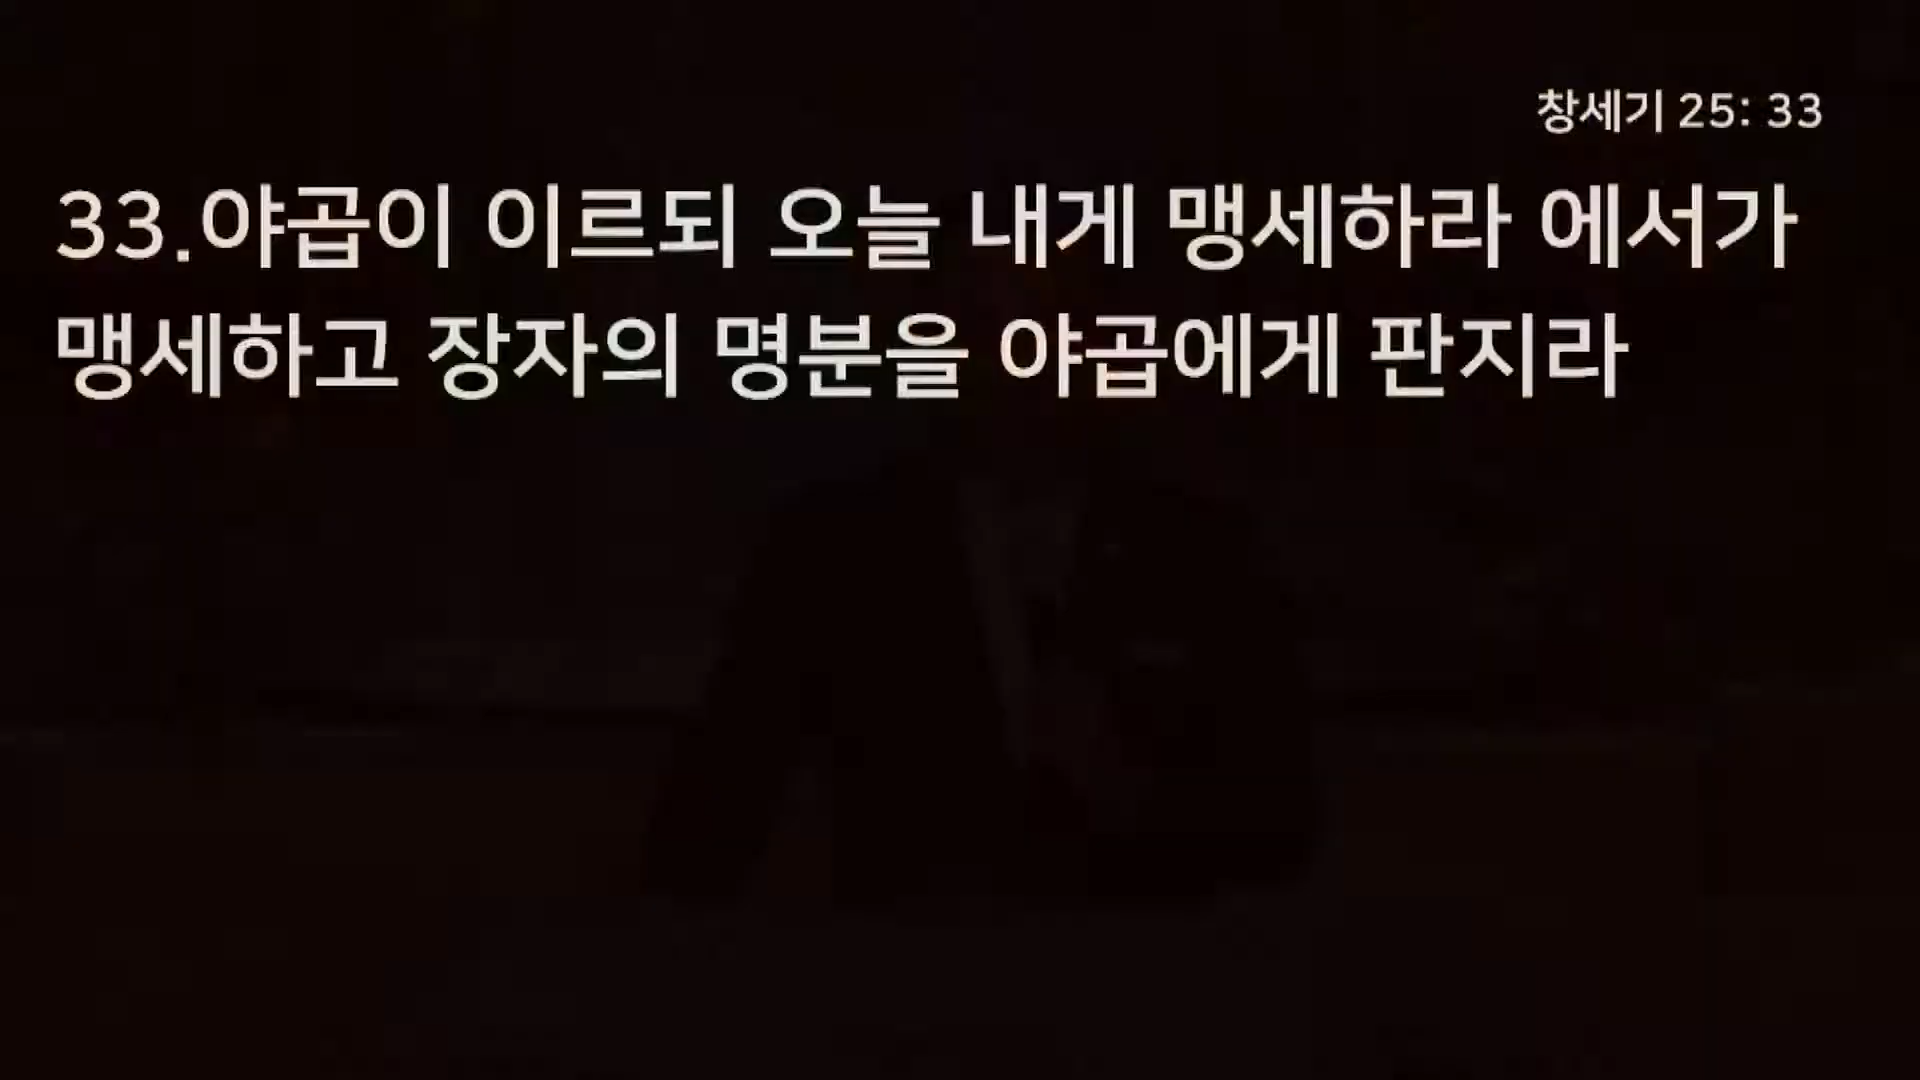 창세기 25: 33
33.야곱이 이르되 오늘 내게 맹세하라 에서가
맹세하고 장자의 명분을 야곱에게 판지라